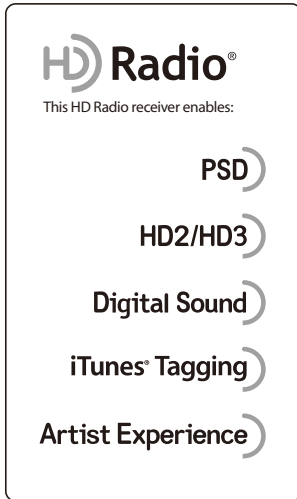 HD Radio®
This HD Radio receiver enables:
PSD
HD2/HD3
Digital Sound
iTunes® Tagging
Artist Experience